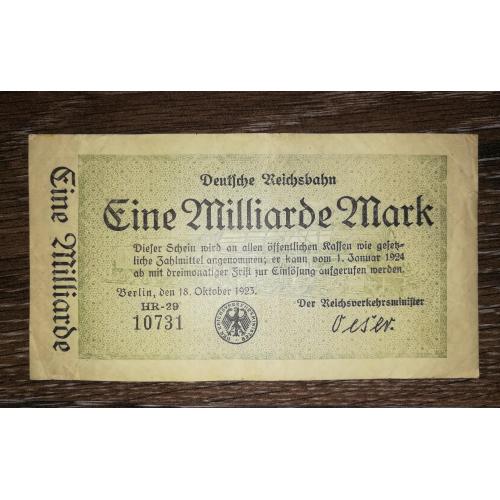 Deutsche Reichsbahn
Eine Milliarde Mark
Dieser Schein wird an allen öffentlichen Kassen wie gesetz-
liche Zahlmittel angenommen; er kann vom 1. Januar 1924
ab mit dreimonatiger Frist zur Einlösung aufgerufen werden.
Berlin, den 18. Oktober 1923.
Der Reichsverkehrsminister
HR-29
10731
Oeser.
Eine Milliarde